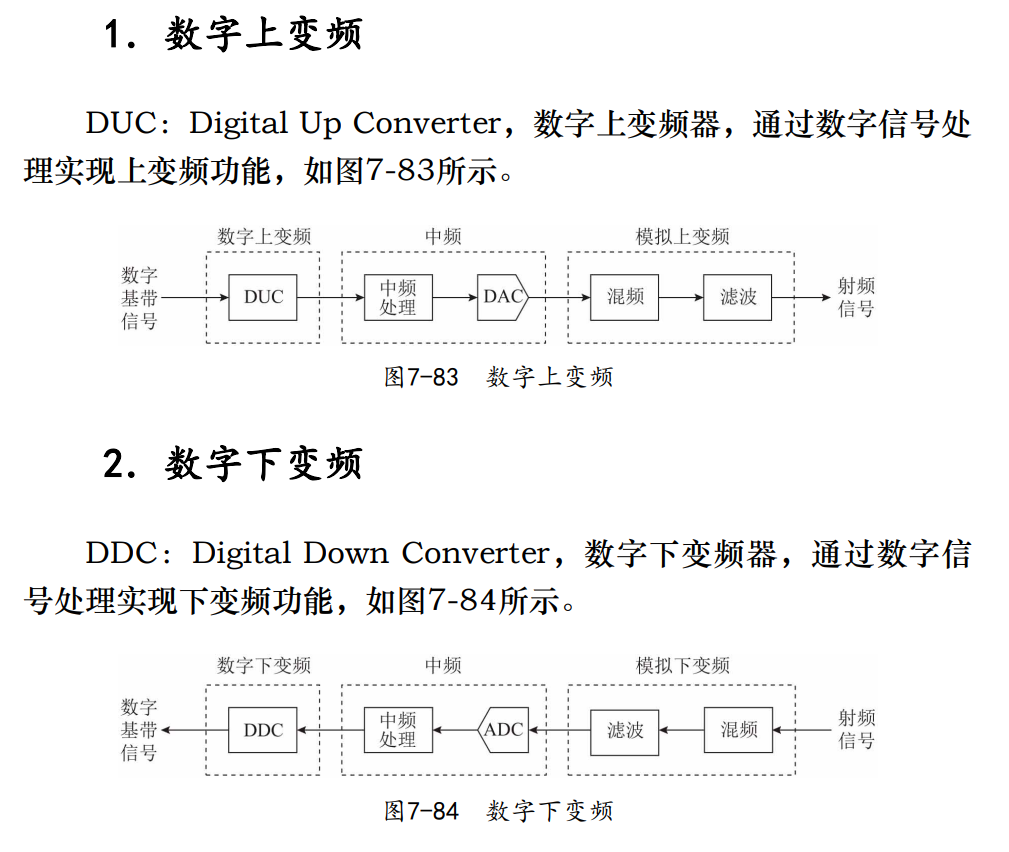 1. 数字上变频
DUC：Digital Up Converter，数字上变频器，通过数字信号处
理实现上变频功能，如图7-83所示。
数字上变频 中频 模拟上变频
数字
基带
信号
DUC
中频
处理
DAC
混频
滤波
射频
信号
图7-83 数字上变频
2. 数字下变频
DDC：Digital Down Converter，数字下变频器，通过数字信
号处理实现下变频功能，如图7-84所示。
数字下变频 中频 模拟下变频
数字
基带
信号
DDC
中频
处理
ADC
滤波
混频
射频
信号
图7-84 数字下变频